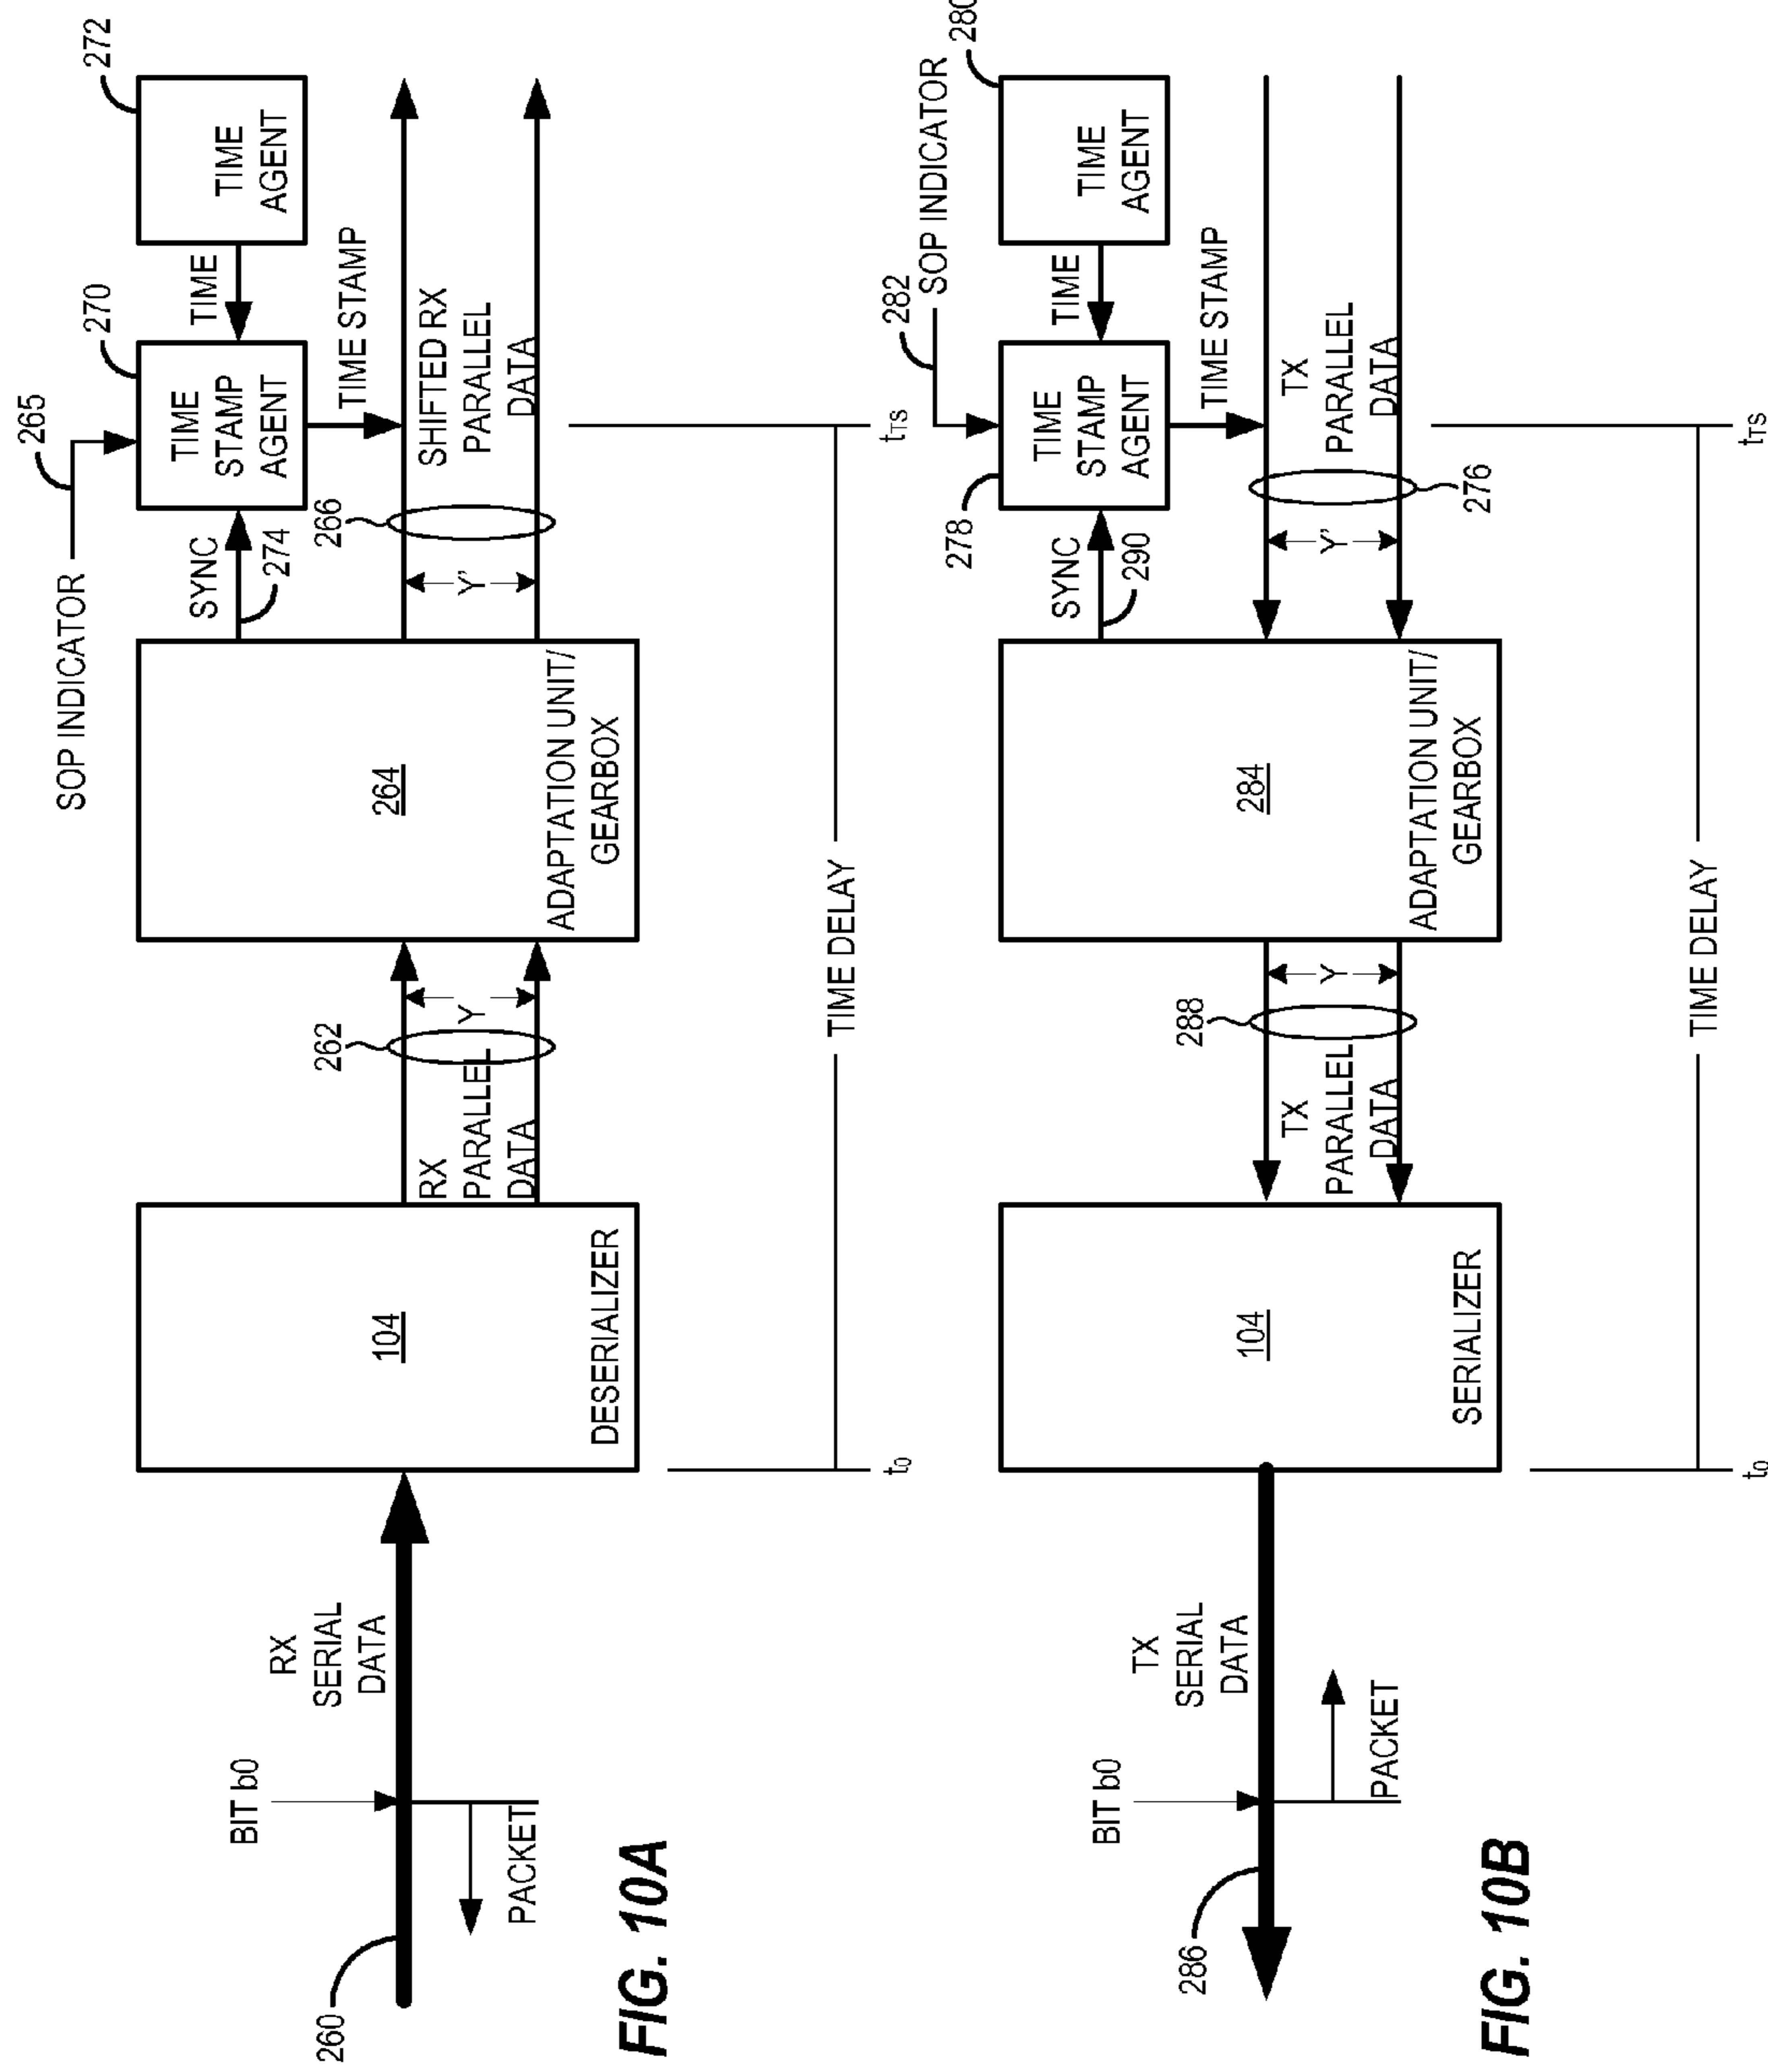 FIG. 10A
260
BIT b0
PACKET
RX
SERIAL
DATA
104
DESERIALIZER
RX
PARALLEL
DATA
262
Y
264
ADAPTATION UNIT/
GEARBOX
SOP INDICATOR
265
SYNC
274
266
Y'
270
TIME
STAMP
AGENT
TIME STAMP
SHIFTED RX
PARALLEL
DATA
TIME
272
TIME
AGENT
t0
TIME DELAY
tTS
FIG. 10B
286
BIT b0
PACKET
TX
SERIAL
DATA
104
SERIALIZER
TX
PARALLEL
DATA
288
Y
284
ADAPTATION UNIT/
GEARBOX
SYNC
290
278
Y'
276
282
SOP INDICATOR
TIME
STAMP
AGENT
TIME STAMP
TX
PARALLEL
DATA
TIME
280
TIME
AGENT
t0
TIME DELAY
tTS